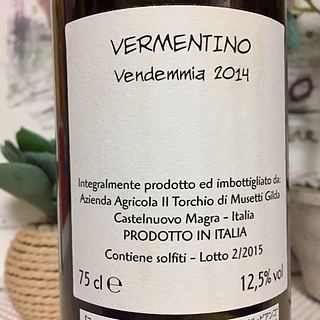 VERMENTINO
Vendemmia 2014
Integralmente prodotto ed imbottigliato da:
Azienda Agricola Il Torchio di Musetti Gilda
Castelnuovo Magra - Italia
PRODOTTO IN ITALIA
Contiene solfiti - Lotto 2/2015
75 cl ℮ 12,5% vol